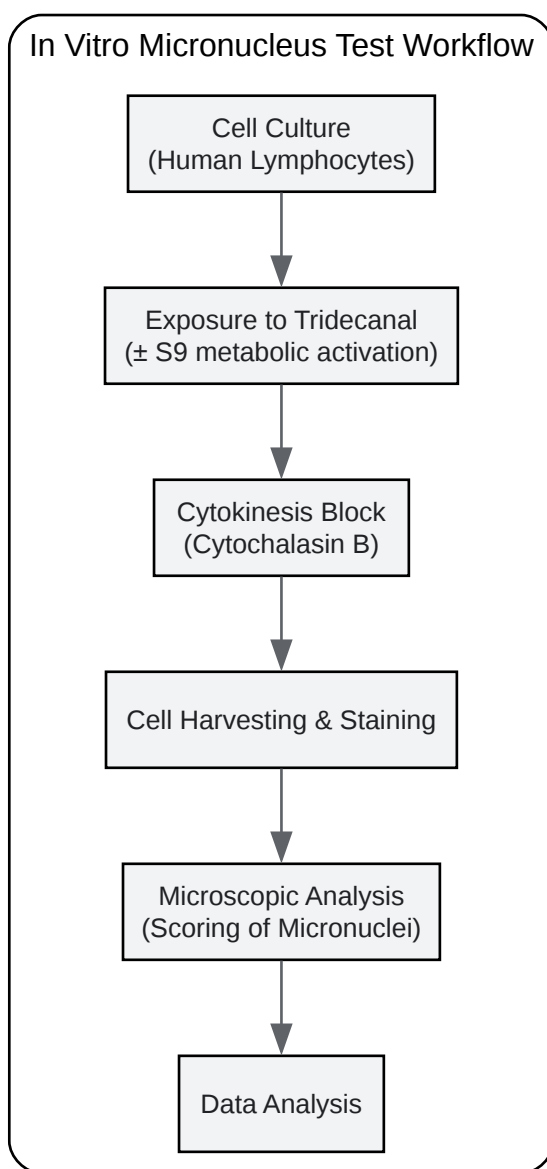 In Vitro Micronucleus Test Workflow
Cell Culture
(Human Lymphocytes)
Exposure to Tridecanal
(± S9 metabolic activation)
Cytokinesis Block
(Cytochalasin B)
Cell Harvesting & Staining
Microscopic Analysis
(Scoring of Micronuclei)
Data Analysis